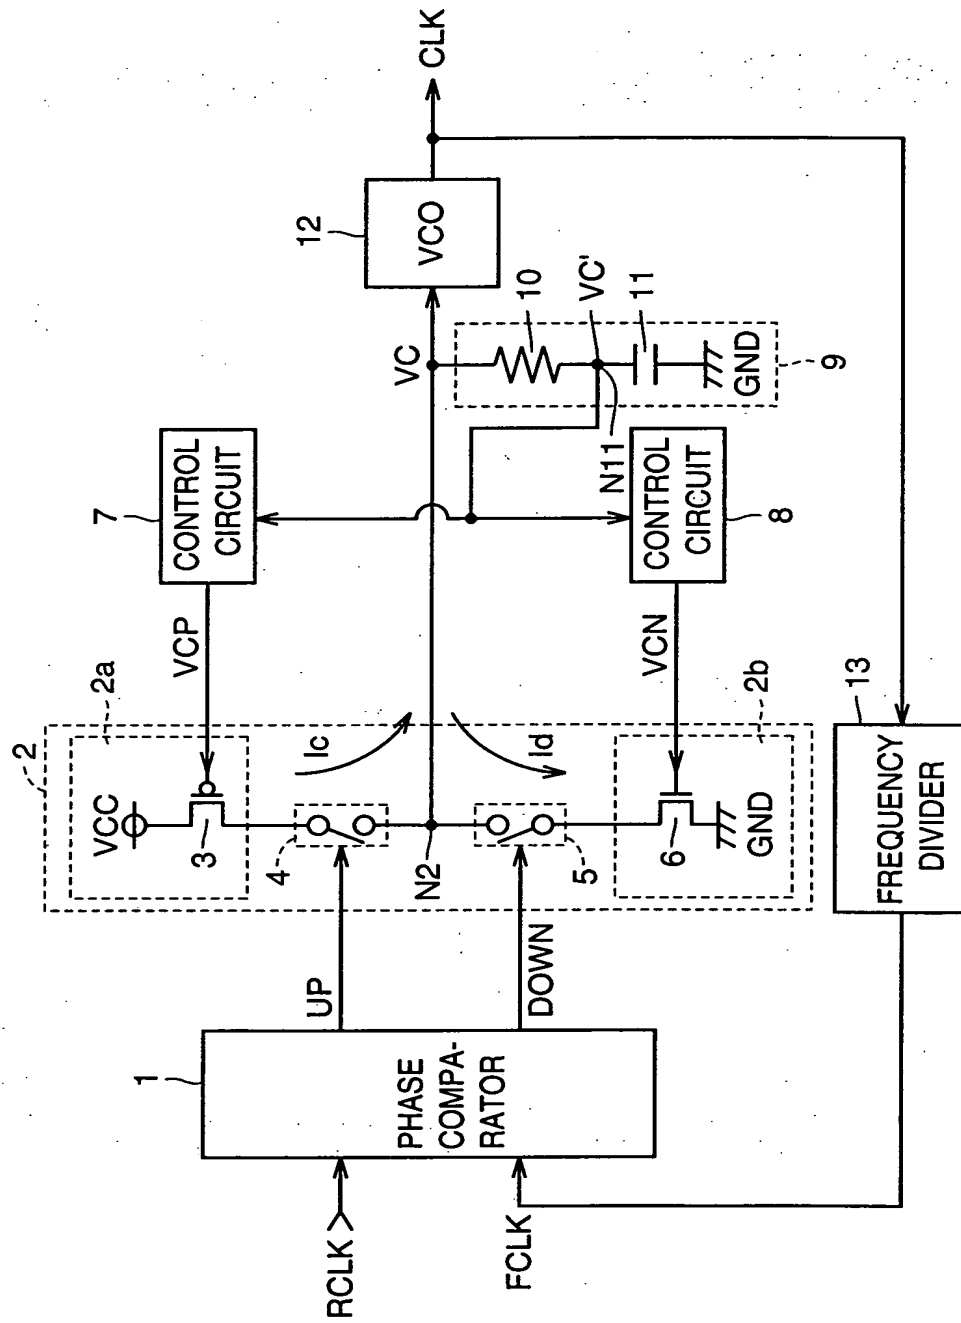 RCLK
FCLK
1
PHASE
COMPA-
RATOR
UP
DOWN
2
2a
VCC
3
4
N2
5
6
GND
2b
Ic
Id
VCP
VCN
7
CONTROL
CIRCUIT
CONTROL
CIRCUIT
8
VC
N11
VC'
10
11
GND
9
12
VCO
CLK
13
FREQUENCY
DIVIDER